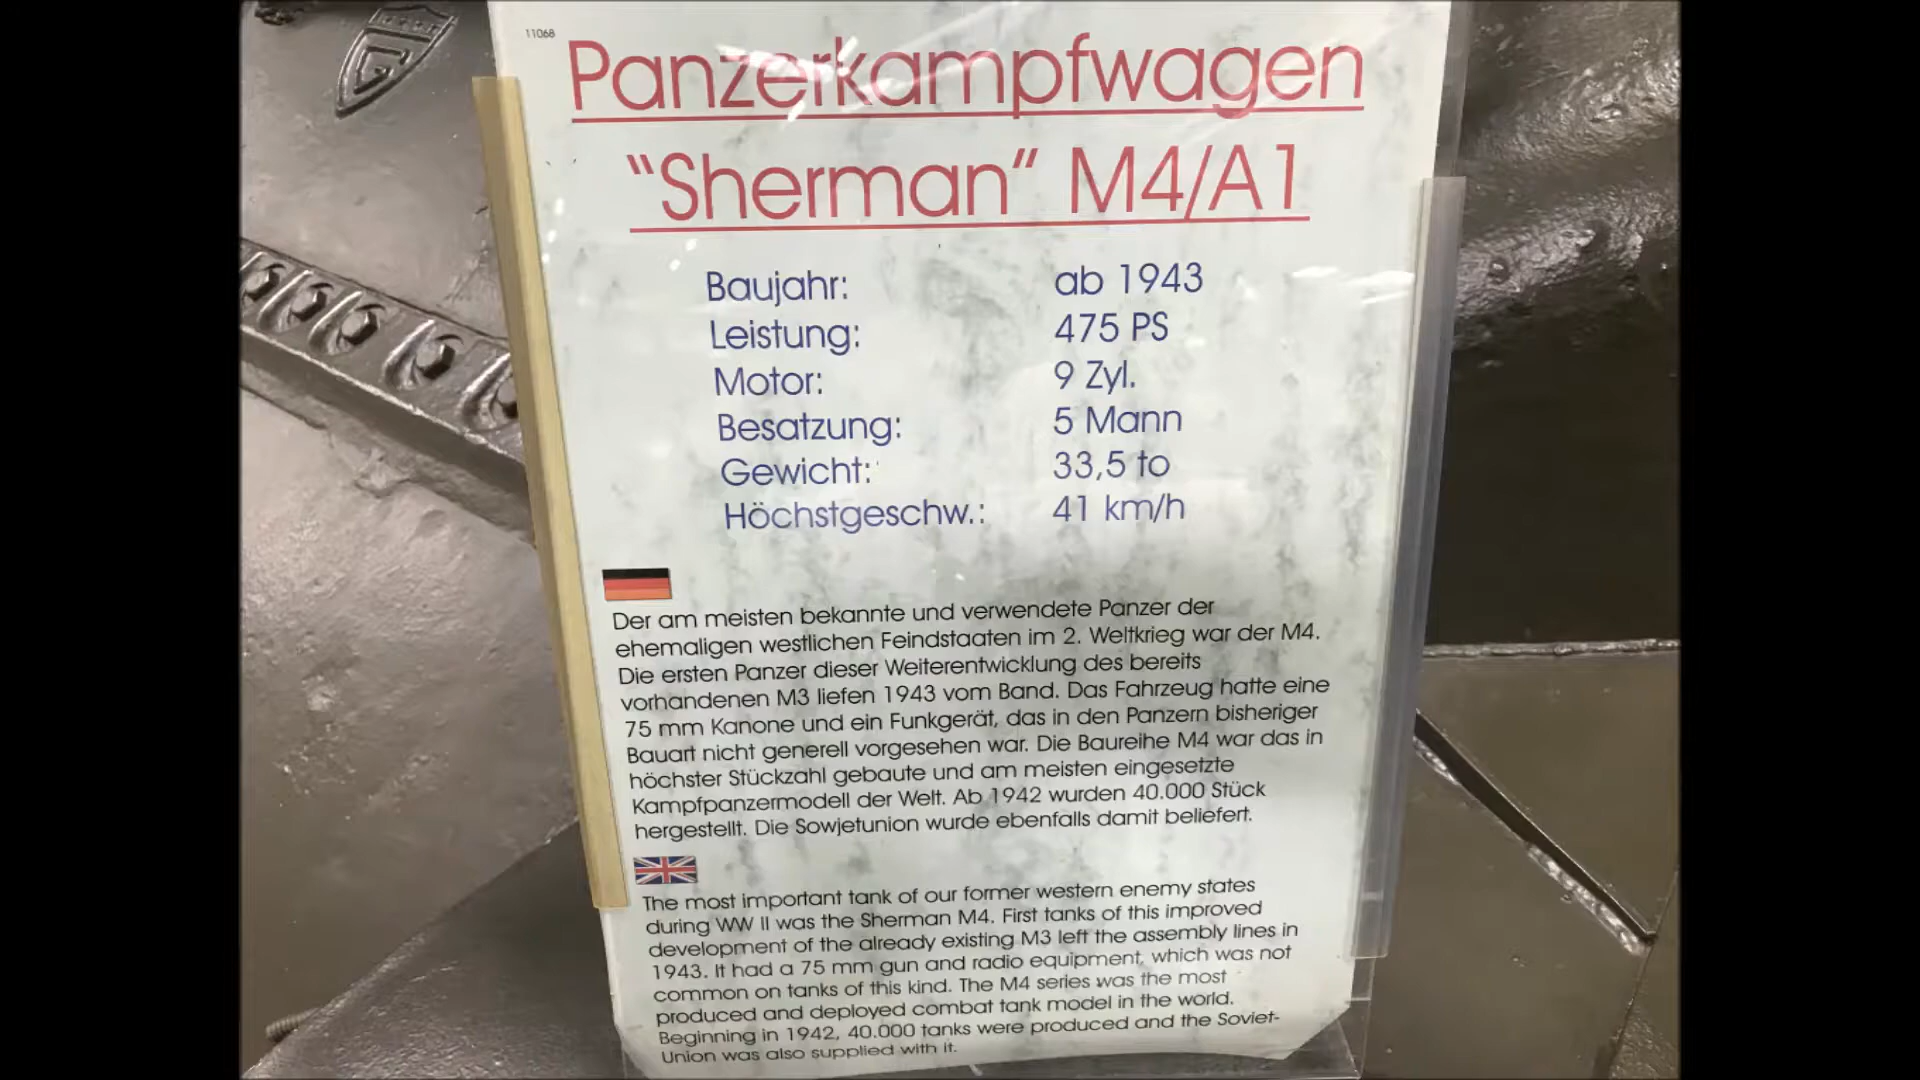 11068
Panzerkampfwagen
"Sherman" M4/A1
Baujahr: ab 1943
Leistung: 475 PS
Motor: 9 Zyl.
Besatzung: 5 Mann
Gewicht: 33,5 to
Höchstgeschw.: 41 km/h
Der am meisten bekannte und verwendete Panzer der
ehemaligen westlichen Feindstaaten im 2. Weltkrieg war der M4.
Die ersten Panzer dieser Weiterentwicklung des bereits
vorhandenen M3 liefen 1943 vom Band. Das Fahrzeug hatte eine
75 mm Kanone und ein Funkgerät, das in den Panzern bisheriger
Bauart nicht generell vorgesehen war. Die Baureihe M4 war das in
höchster Stückzahl gebaute und am meisten eingesetzte
Kampfpanzermodell der Welt. Ab 1942 wurden 40.000 Stück
hergestellt. Die Sowjetunion wurde ebenfalls damit beliefert.
The most important tank of our former western enemy states
during WW II was the Sherman M4. First tanks of this improved
development of the already existing M3 left the assembly lines in
1943. It had a 75 mm gun and radio equipment, which was not
common on tanks of this kind. The M4 series was the most
produced and deployed combat tank model in the world.
Beginning in 1942, 40.000 tanks were produced and the Soviet-
Union was also supplied with it.